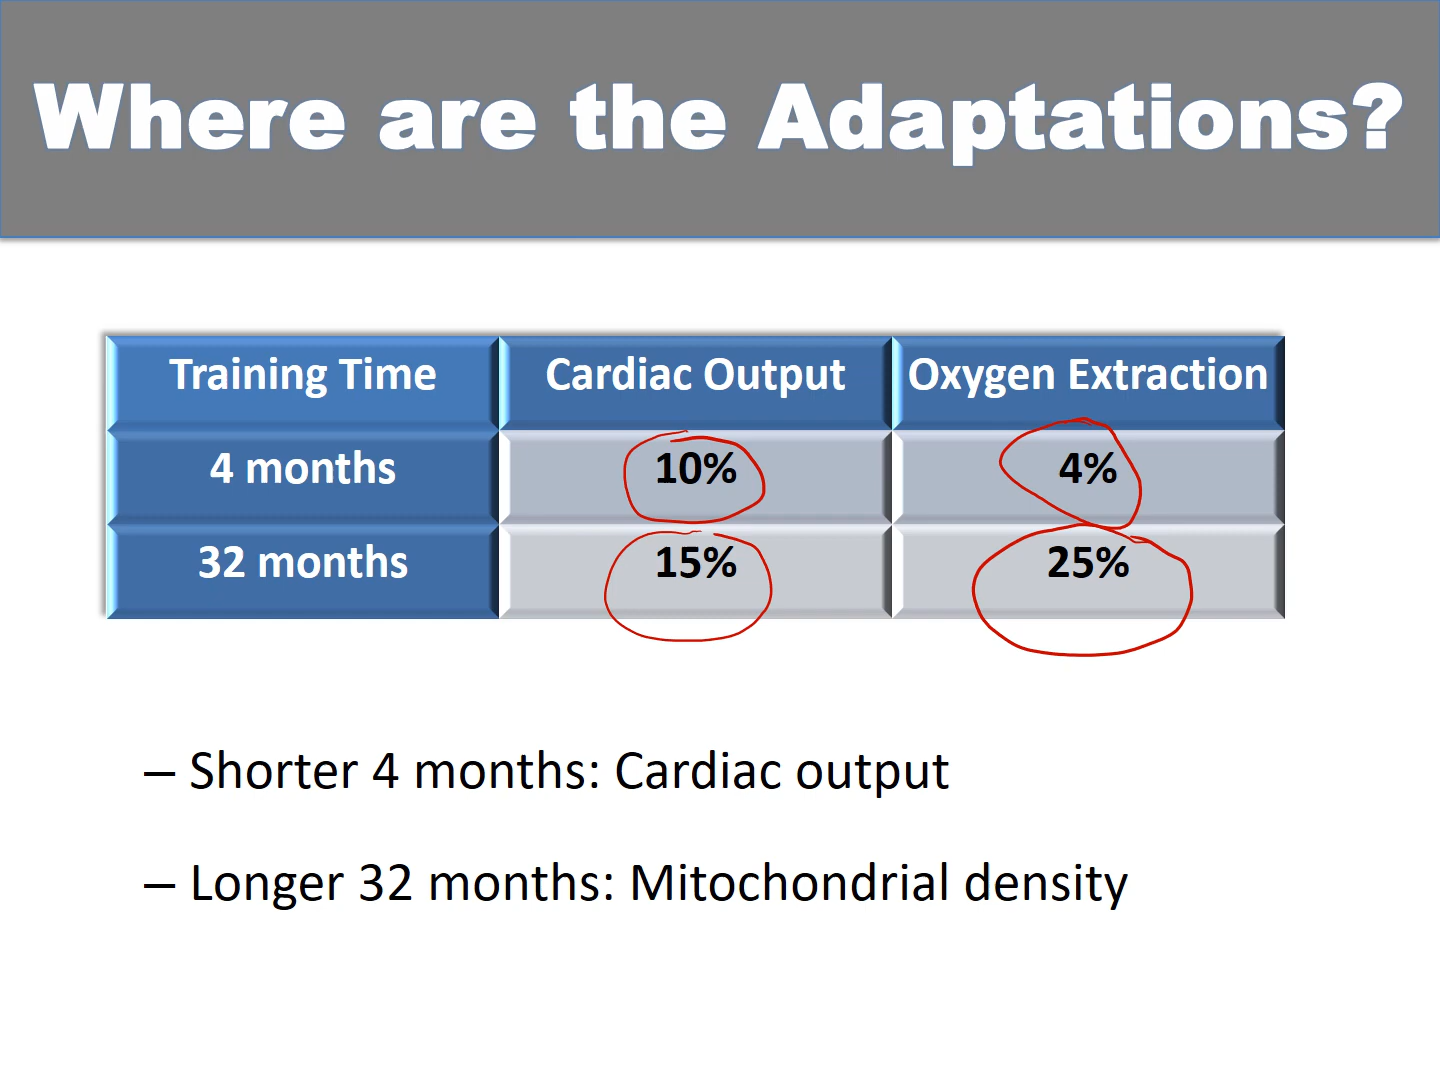 Where are the Adaptations?
Training Time Cardiac Output Oxygen Extraction
4 months 10% 4%
32 months 15% 25%
– Shorter 4 months: Cardiac output
– Longer 32 months: Mitochondrial density